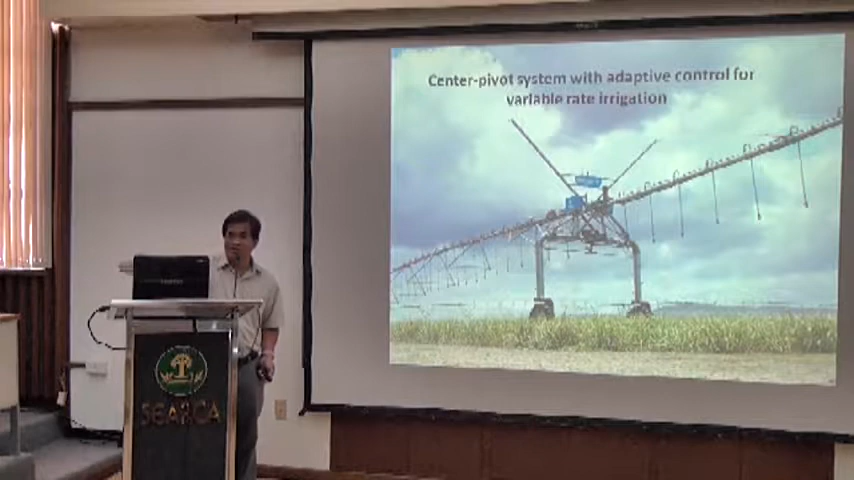 Center-pivot system with adaptive control for
variable rate irrigation
SEARCA